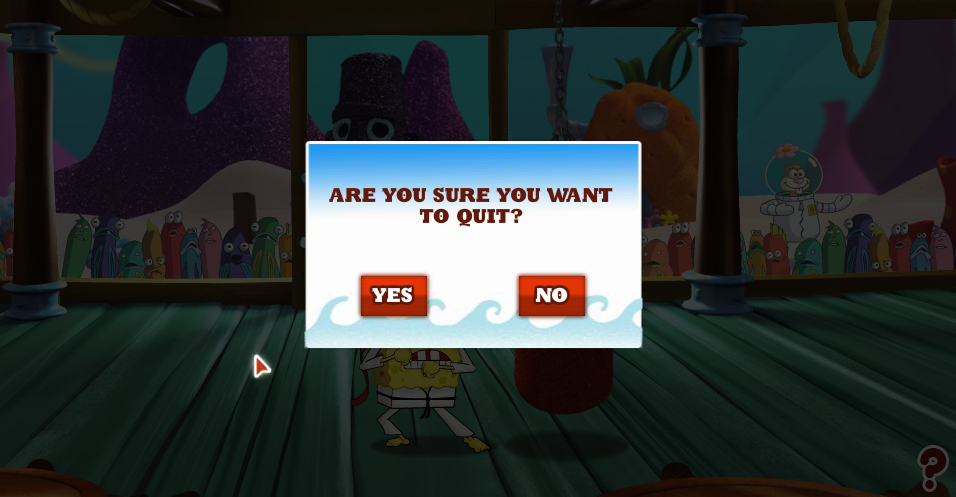 ARE YOU SURE YOU WANT
TO QUIT?
YES
NO
?